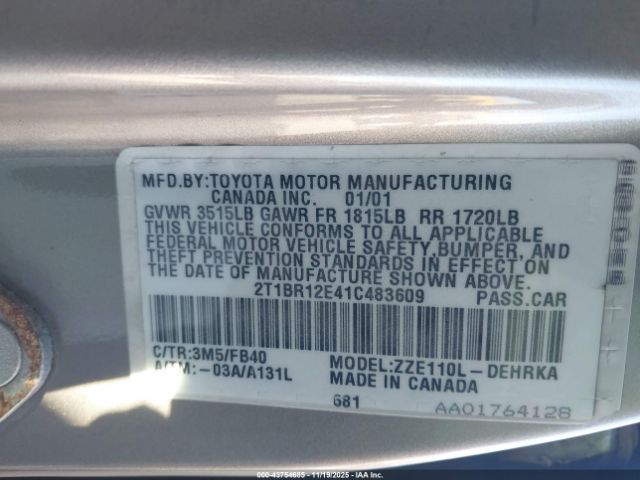 MFD.BY:TOYOTA MOTOR MANUFACTURING
CANADA INC. 01/01
GVWR 3515LB GAWR FR 1815LB RR 1720LB
THIS VEHICLE CONFORMS TO ALL APPLICABLE
FEDERAL MOTOR VEHICLE SAFETY,BUMPER, AND
THEFT PREVENTION STANDARDS IN EFFECT ON
THE DATE OF MANUFACTURE SHOWN ABOVE.
2T1BR12E41C483609 PASS.CAR
C/TR:3M5/FB40 MODEL:ZZE110L-DEHRKA
A/TM:-03A/A131L MADE IN CANADA
681 AA01764128
000-43754685 - 11/19/2025 - IAAI.COM